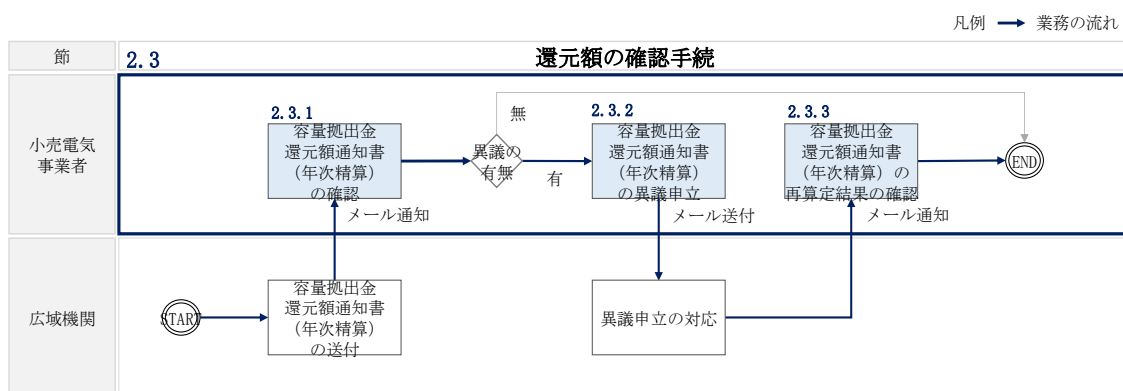 凡例 業務の流れ
節
2.3
還元額の確認手続
小売電気
事業者
2.3.1
容量拠出金
還元額通知書
(年次精算)
の確認
異議の
有無
無
有
2.3.2
容量拠出金
還元額通知書
(年次精算)
の異議申立
2.3.3
容量拠出金
還元額通知書
(年次精算)の
再算定結果の確認
END
メール通知
メール送付
メール通知
広域機関
START
容量拠出金
還元額通知書
(年次精算)
の送付
異議申立の対応